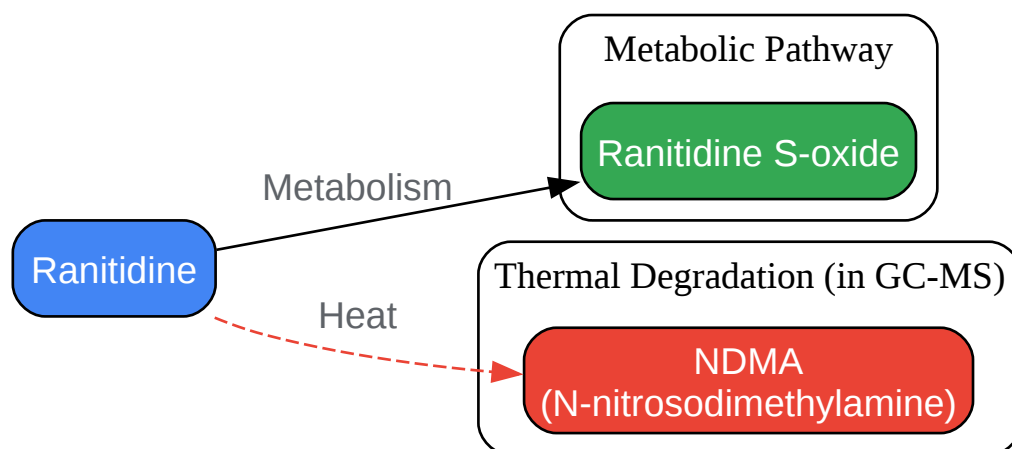 Metabolic Pathway
Ranitidine S-oxide
Metabolism
Ranitidine
Thermal Degradation (in GC-MS)
Heat
NDMA
(N-nitrosodimethylamine)